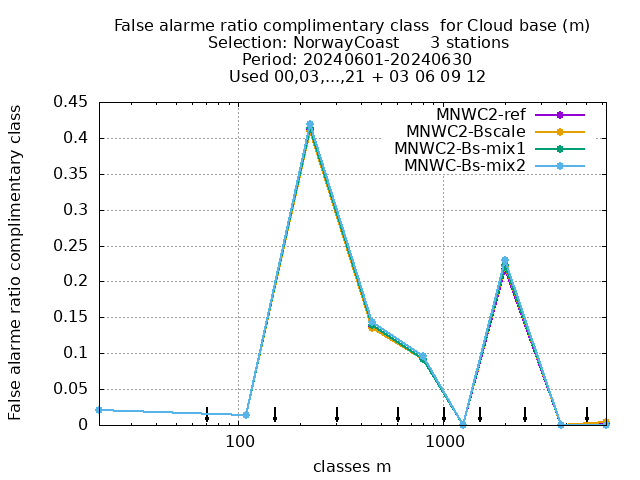 False alarme ratio complimentary class  for Cloud base (m)
Selection: NorwayCoast      3 stations
Period: 20240601-20240630
Used 00,03,...,21 + 03 06 09 12
False alarme ratio complimentary class
0.45
0.4
0.35
0.3
0.25
0.2
0.15
0.1
0.05
0
MNWC2-ref
MNWC2-Bscale
MNWC2-Bs-mix1
MNWC-Bs-mix2
100
1000
classes m